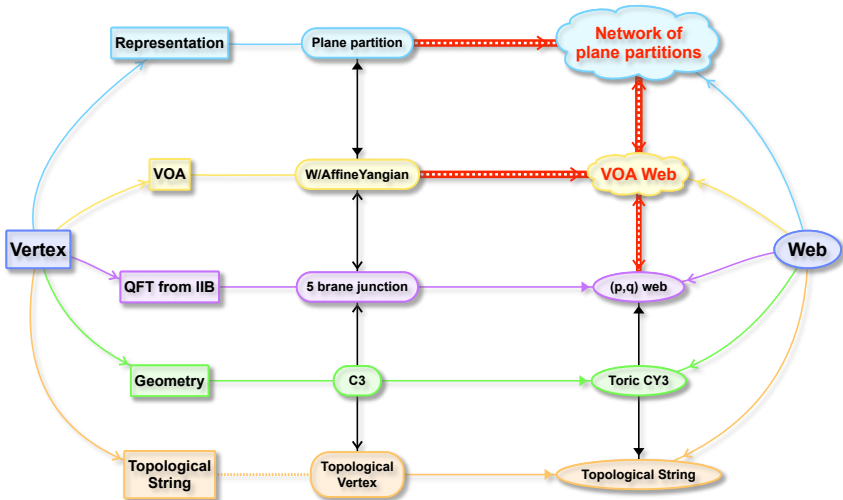 Representation
Plane partition
Network of
plane partitions
VOA
W/AffineYangian
VOA Web
Vertex
Web
QFT from IIB
5 brane junction
(p,q) web
Geometry
C3
Toric CY3
Topological
String
Topological
Vertex
Topological String